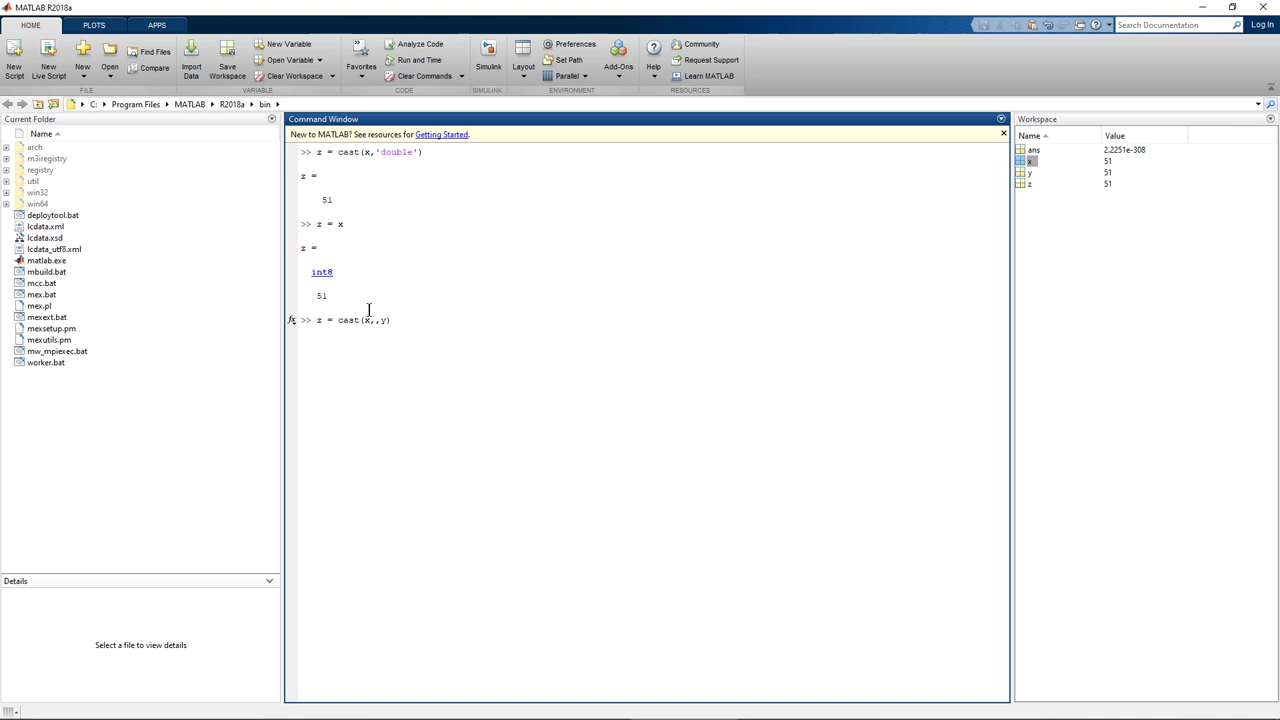 MATLAB R2018a
HOME PLOTS APPS Search Documentation Log In
New Script
New Live Script
New
Open
Find Files
Compare
Import Data
Save Workspace
New Variable
Open Variable
Clear Workspace
Favorites
Analyze Code
Run and Time
Clear Commands
Simulink
Layout
Preferences
Set Path
Parallel
Add-Ons
Help
Community
Request Support
Learn MATLAB
FILE VARIABLE CODE SIMULINK ENVIRONMENT RESOURCES
C: Program Files MATLAB R2018a bin
Current Folder
Name
arch
m3iregistry
registry
util
win32
win64
deploytool.bat
lcdata.xml
lcdata.xsd
lcdata_utf8.xml
matlab.exe
mbuild.bat
mcc.bat
mex.bat
mex.pl
mexext.bat
mexsetup.pm
mexutils.pm
mw_mpiexec.bat
worker.bat
Details
Select a file to view details
Command Window
New to MATLAB? See resources for Getting Started.
>> z = cast(x,'double')
z =
51
>> z = x
z =
int8
51
fx >> z = cast(x,,y)
Workspace
Name Value
ans 2.2251e-308
x 51
y 51
z 51